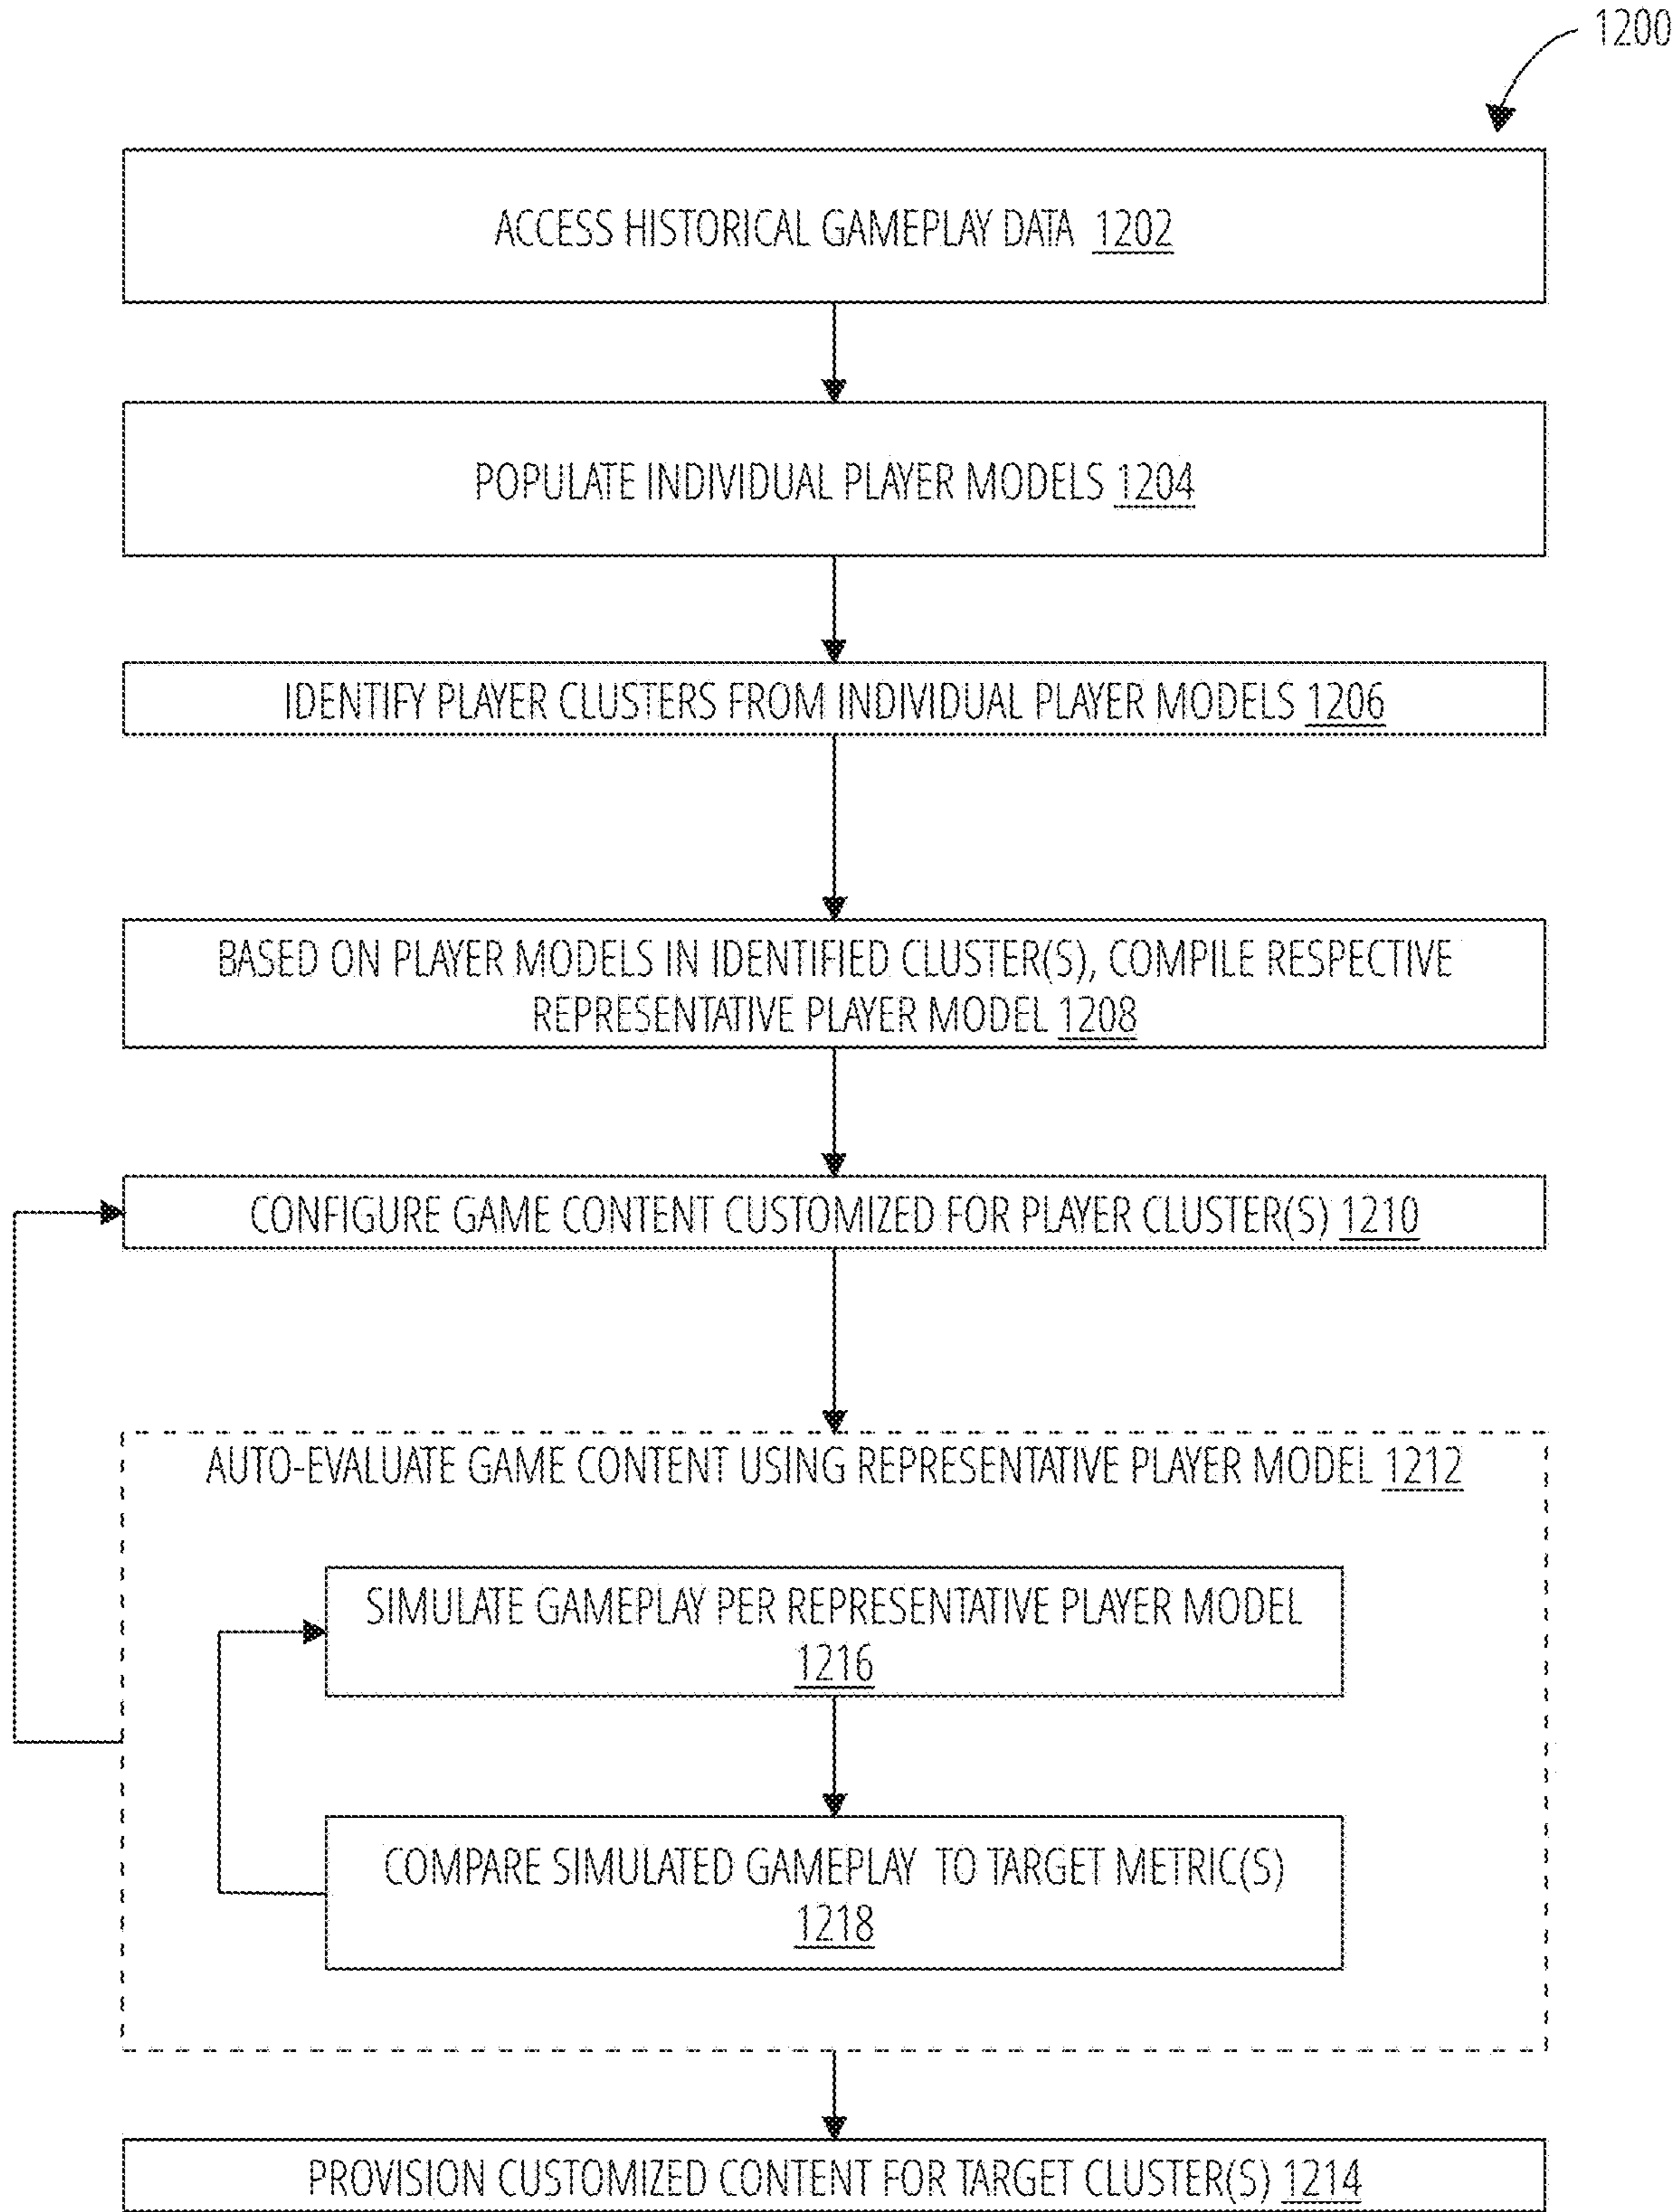 1200
ACCESS HISTORICAL GAMEPLAY DATA 1202
POPULATE INDIVIDUAL PLAYER MODELS 1204
IDENTIFY PLAYER CLUSTERS FROM INDIVIDUAL PLAYER MODELS 1206
BASED ON PLAYER MODELS IN IDENTIFIED CLUSTER(S), COMPILE RESPECTIVE
REPRESENTATIVE PLAYER MODEL 1208
CONFIGURE GAME CONTENT CUSTOMIZED FOR PLAYER CLUSTER(S) 1210
AUTO-EVALUATE GAME CONTENT USING REPRESENTATIVE PLAYER MODEL 1212
SIMULATE GAMEPLAY PER REPRESENTATIVE PLAYER MODEL
1216
COMPARE SIMULATED GAMEPLAY TO TARGET METRIC(S)
1218
PROVISION CUSTOMIZED CONTENT FOR TARGET CLUSTER(S) 1214